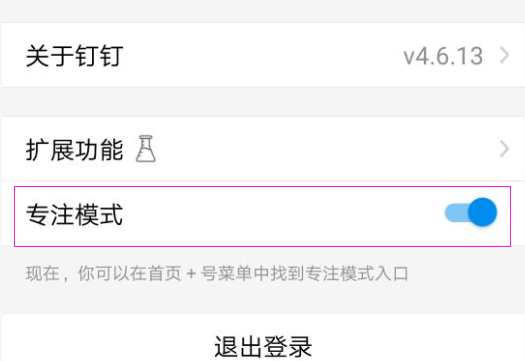 关于钉钉 v4.6.13
扩展功能
专注模式
现在，你可以在首页 + 号菜单中找到专注模式入口
退出登录